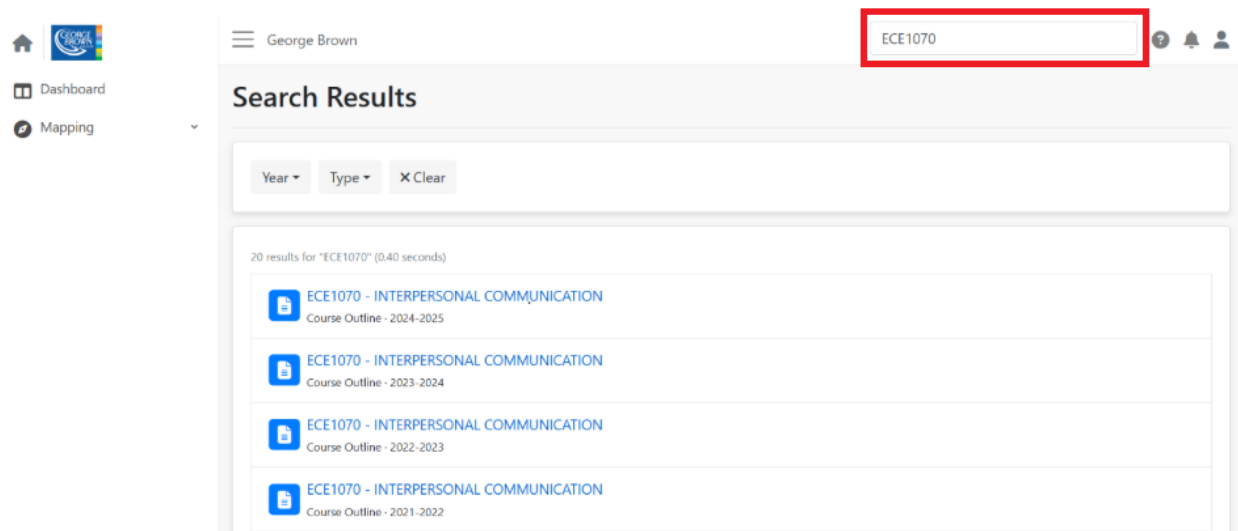 GEORGE
BROWN
George Brown
ECE1070
Dashboard
Mapping
Search Results
Year
Type
Clear
20 results for "ECE1070" (0.40 seconds)
ECE1070 - INTERPERSONAL COMMUNICATION
Course Outline - 2024-2025
ECE1070 - INTERPERSONAL COMMUNICATION
Course Outline - 2023-2024
ECE1070 - INTERPERSONAL COMMUNICATION
Course Outline - 2022-2023
ECE1070 - INTERPERSONAL COMMUNICATION
Course Outline - 2021-2022